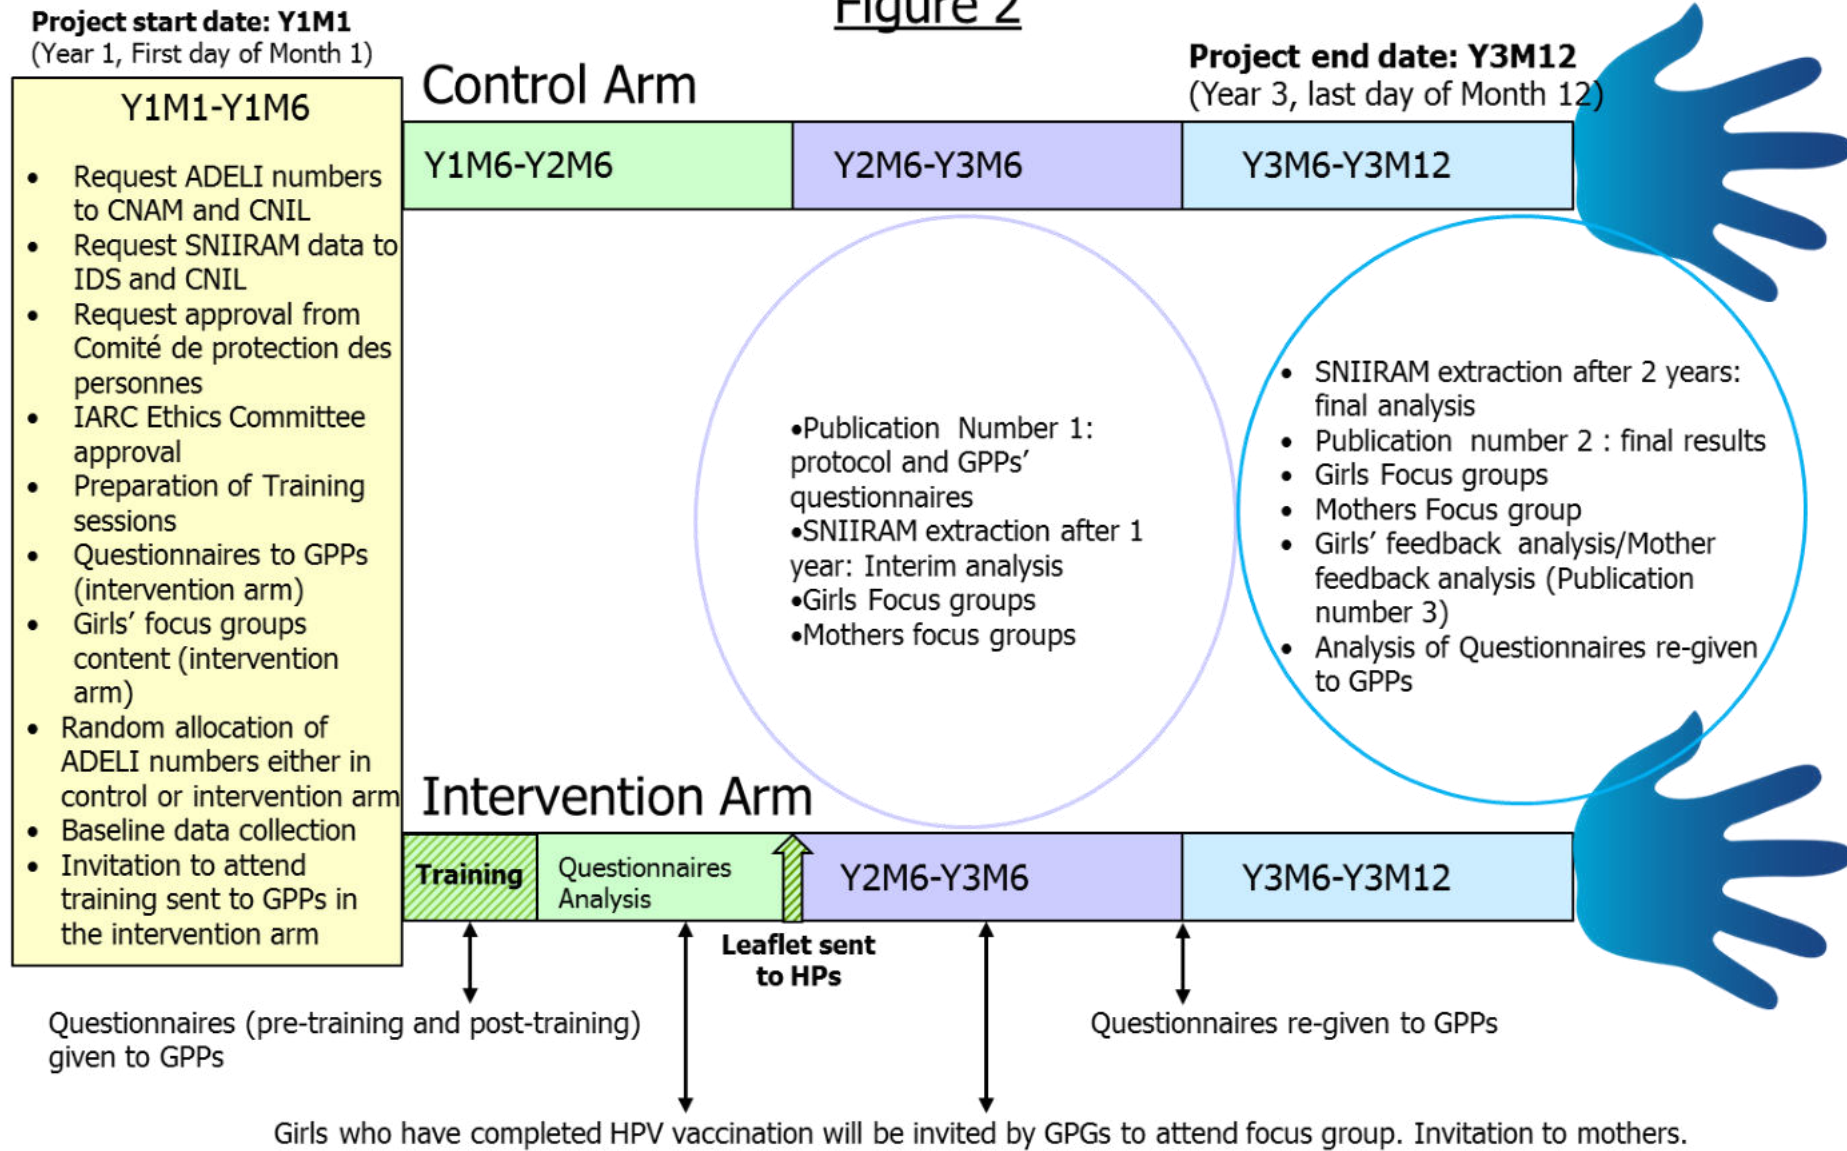 Figure 2
Project start date: Y1M1
(Year 1, First day of Month 1)
Project end date: Y3M12
(Year 3, last day of Month 12)
Y1M1-Y1M6
• Request ADELI numbers
to CNAM and CNIL
• Request SNIIRAM data to
IDS and CNIL
• Request approval from
Comité de protection des
personnes
• IARC Ethics Committee
approval
• Preparation of Training
sessions
• Questionnaires to GPPs
(intervention arm)
• Girls’ focus groups
content (intervention
arm)
• Random allocation of
ADELI numbers either in
control or intervention arm
• Baseline data collection
• Invitation to attend
training sent to GPPs in
the intervention arm
Control Arm
Y1M6-Y2M6
Y2M6-Y3M6
Y3M6-Y3M12
•Publication Number 1:
protocol and GPPs’
questionnaires
•SNIIRAM extraction after 1
year: Interim analysis
•Girls Focus groups
•Mothers focus groups
• SNIIRAM extraction after 2 years:
final analysis
• Publication number 2 : final results
• Girls Focus groups
• Mothers Focus group
• Girls’ feedback analysis/Mother
feedback analysis (Publication
number 3)
• Analysis of Questionnaires re-given
to GPPs
Intervention Arm
Training
Questionnaires
Analysis
Y2M6-Y3M6
Y3M6-Y3M12
Leaflet sent
to HPs
Questionnaires (pre-training and post-training)
given to GPPs
Questionnaires re-given to GPPs
Girls who have completed HPV vaccination will be invited by GPGs to attend focus group. Invitation to mothers.